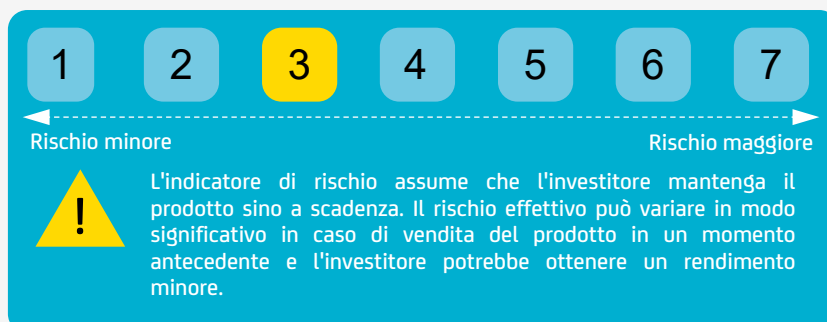 1 2 3 4 5 6 7
Rischio minore Rischio maggiore
! L'indicatore di rischio assume che l'investitore mantenga il
prodotto sino a scadenza. Il rischio effettivo può variare in modo
significativo in caso di vendita del prodotto in un momento
antecedente e l'investitore potrebbe ottenere un rendimento
minore.